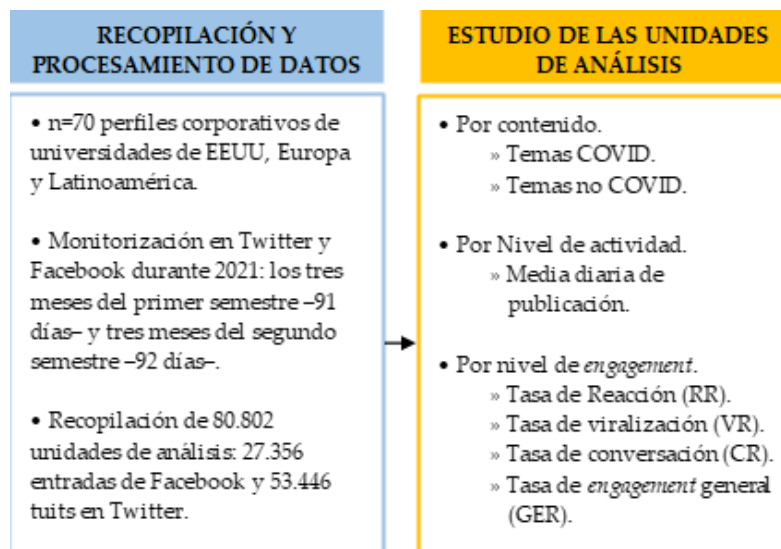 RECOPILACIÓN Y
PROCESAMIENTO DE DATOS
• n=70 perfiles corporativos de
universidades de EEUU, Europa
y Latinoamérica.
• Monitorización en Twitter y
Facebook durante 2021: los tres
meses del primer semestre –91
días– y tres meses del segundo
semestre –92 días–.
• Recopilación de 80.802
unidades de análisis: 27.356
entradas de Facebook y 53.446
tuits en Twitter.
ESTUDIO DE LAS UNIDADES
DE ANÁLISIS
• Por contenido.
» Temas COVID.
» Temas no COVID.
• Por Nivel de actividad.
» Media diaria de
publicación.
• Por nivel de engagement.
» Tasa de Reacción (RR).
» Tasa de viralización (VR).
» Tasa de conversación (CR).
» Tasa de engagement general
(GER).